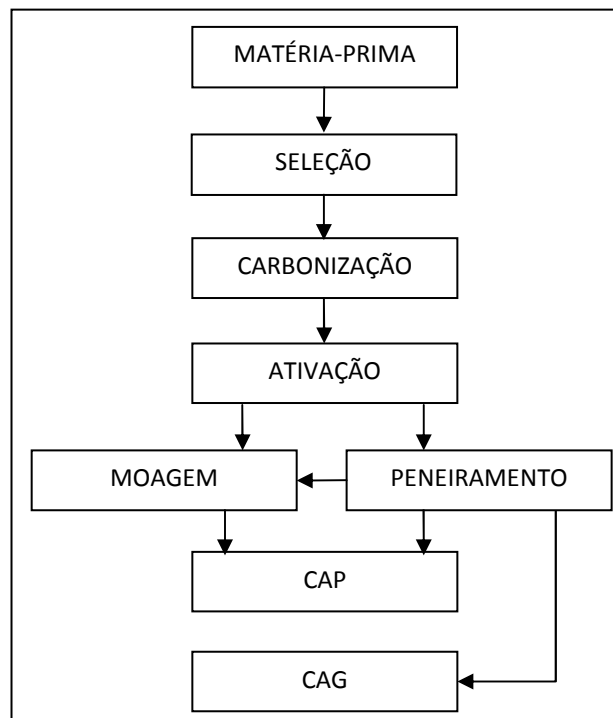 MATÉRIA-PRIMA
SELEÇÃO
CARBONIZAÇÃO
ATIVAÇÃO
MOAGEM
PENEIRAMENTO
CAP
CAG